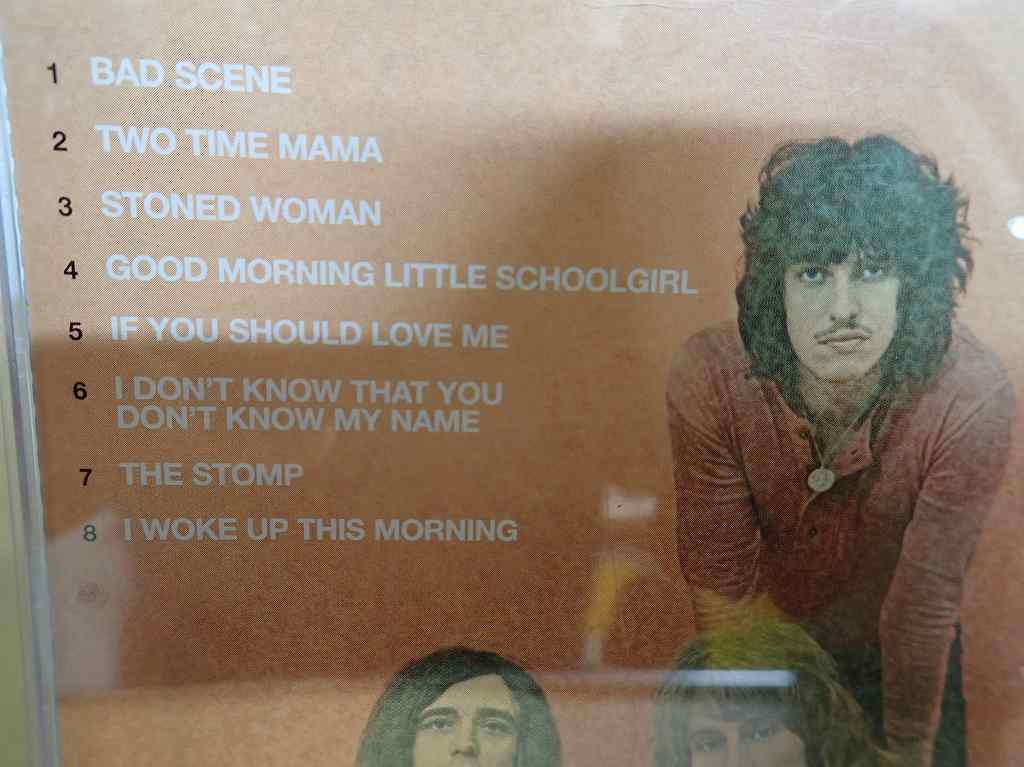 1 BAD SCENE
2 TWO TIME MAMA
3 STONED WOMAN
4 GOOD MORNING LITTLE SCHOOLGIRL
5 IF YOU SHOULD LOVE ME
6 I DON'T KNOW THAT YOU
DON'T KNOW MY NAME
7 THE STOMP
8 I WOKE UP THIS MORNING